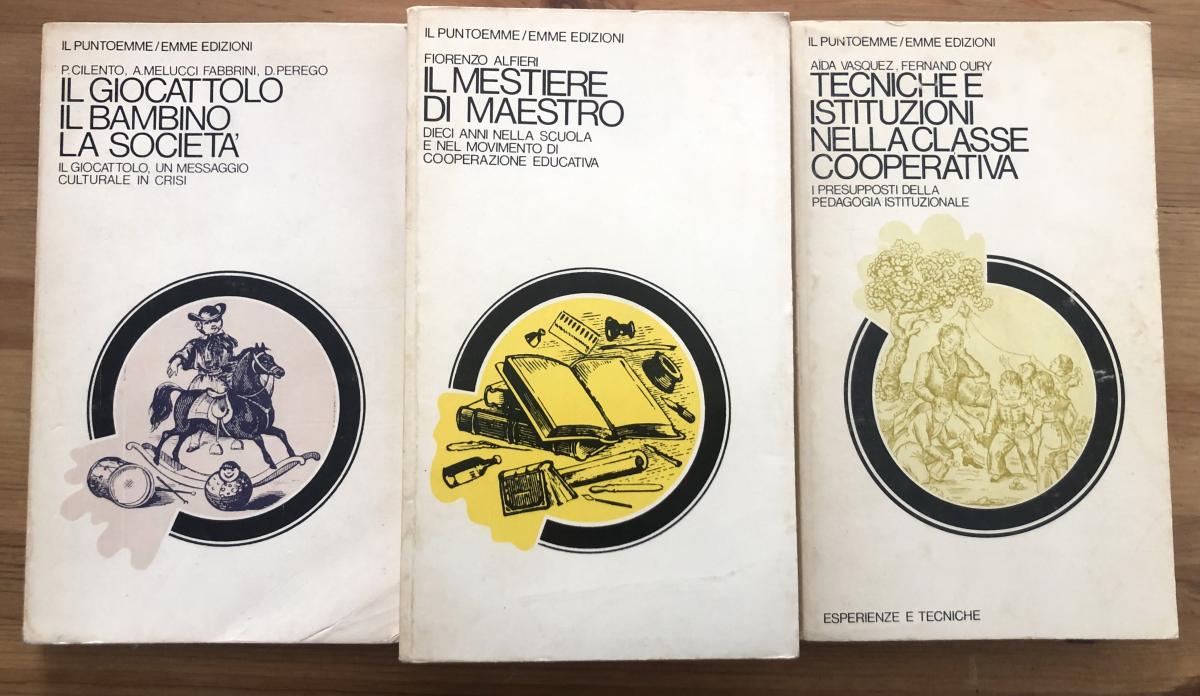 IL PUNTOEMME/EMME EDIZIONI
P.CILENTO, A.MELUCCI FABBRINI, D.PEREGO
IL GIOCATTOLO
IL BAMBINO
LA SOCIETA'
IL GIOCATTOLO, UN MESSAGGIO
CULTURALE IN CRISI
IL PUNTOEMME/EMME EDIZIONI
FIORENZO ALFIERI
IL MESTIERE
DI MAESTRO
DIECI ANNI NELLA SCUOLA
E NEL MOVIMENTO DI
COOPERAZIONE EDUCATIVA
IL PUNTOEMME/EMME EDIZIONI
AÏDA VASQUEZ, FERNAND OURY
TECNICHE E
ISTITUZIONI
NELLA CLASSE
COOPERATIVA
I PRESUPPOSTI DELLA
PEDAGOGIA ISTITUZIONALE
ESPERIENZE E TECNICHE